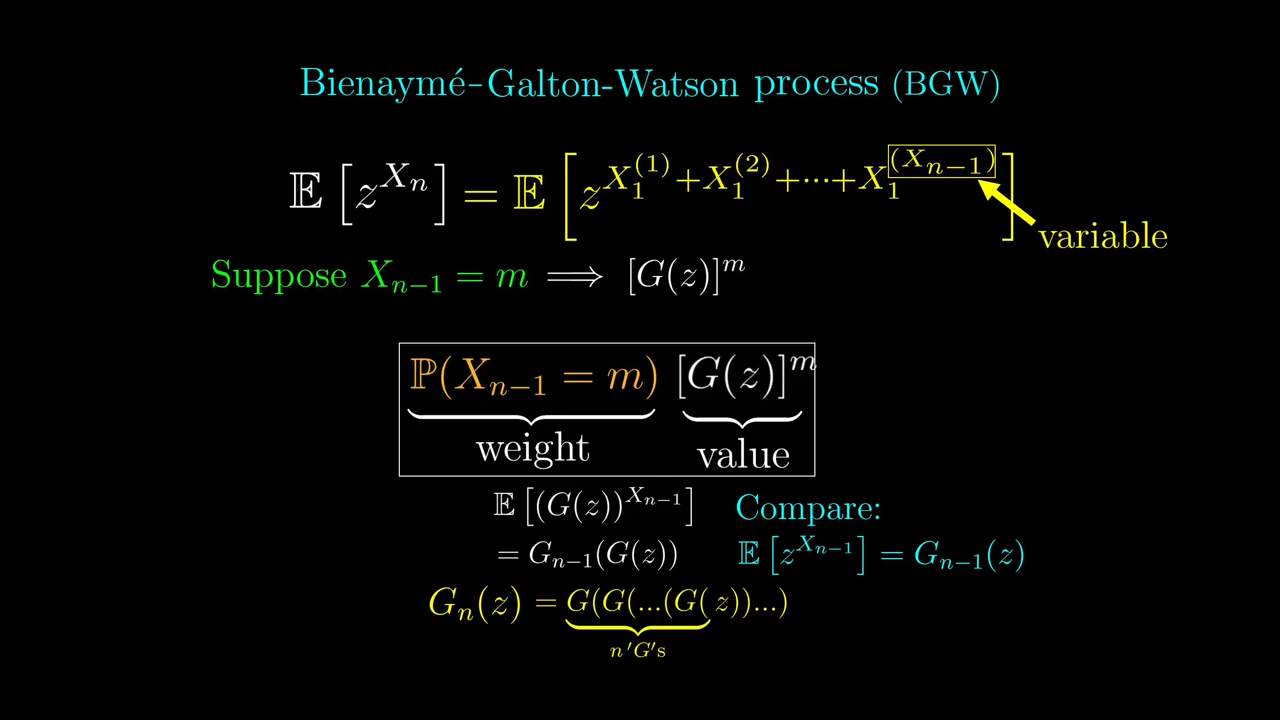 Bienaymé-Galton-Watson process (BGW)
𝔼[z^{X_n}] = 𝔼[z^{X_1^{(1)}+X_1^{(2)}+⋯+X_1^{(X_{n−1})}}]
variable
Suppose X_{n−1} = m ⟹ [G(z)]^m
ℙ(X_{n−1} = m) [G(z)]^m
weight value
𝔼[(G(z))^{X_{n−1}}] Compare:
= G_{n−1}(G(z)) 𝔼[z^{X_{n−1}}] = G_{n−1}(z)
G_n(z) = G(G(...(G(z))...)
n 'G's